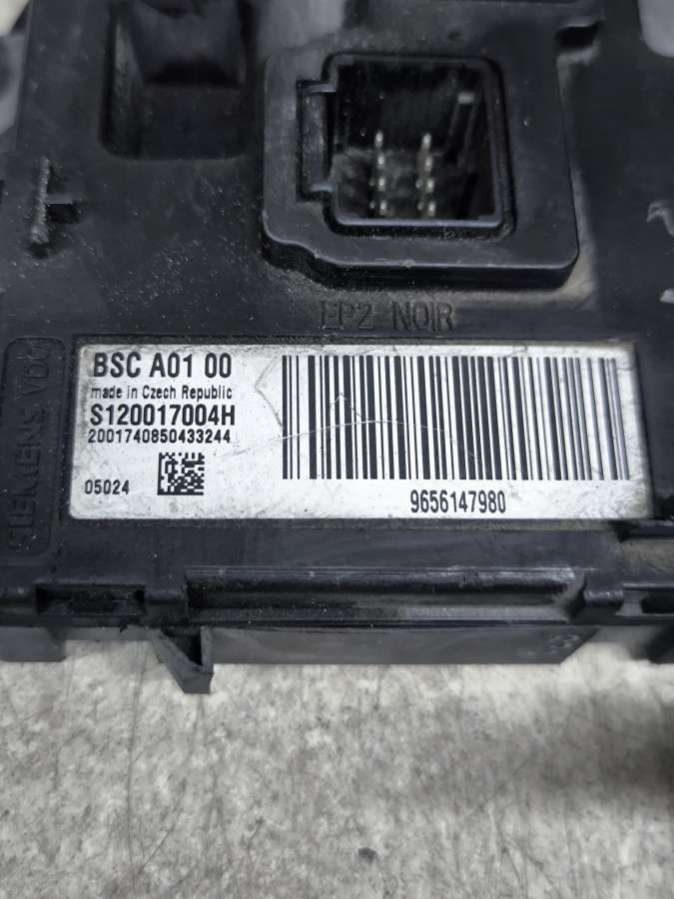 EP2 NOIR
SIEMENS VDO
BSC A01 00
made in Czech Republic
S120017004H
2001740850433244
05024
9656147980